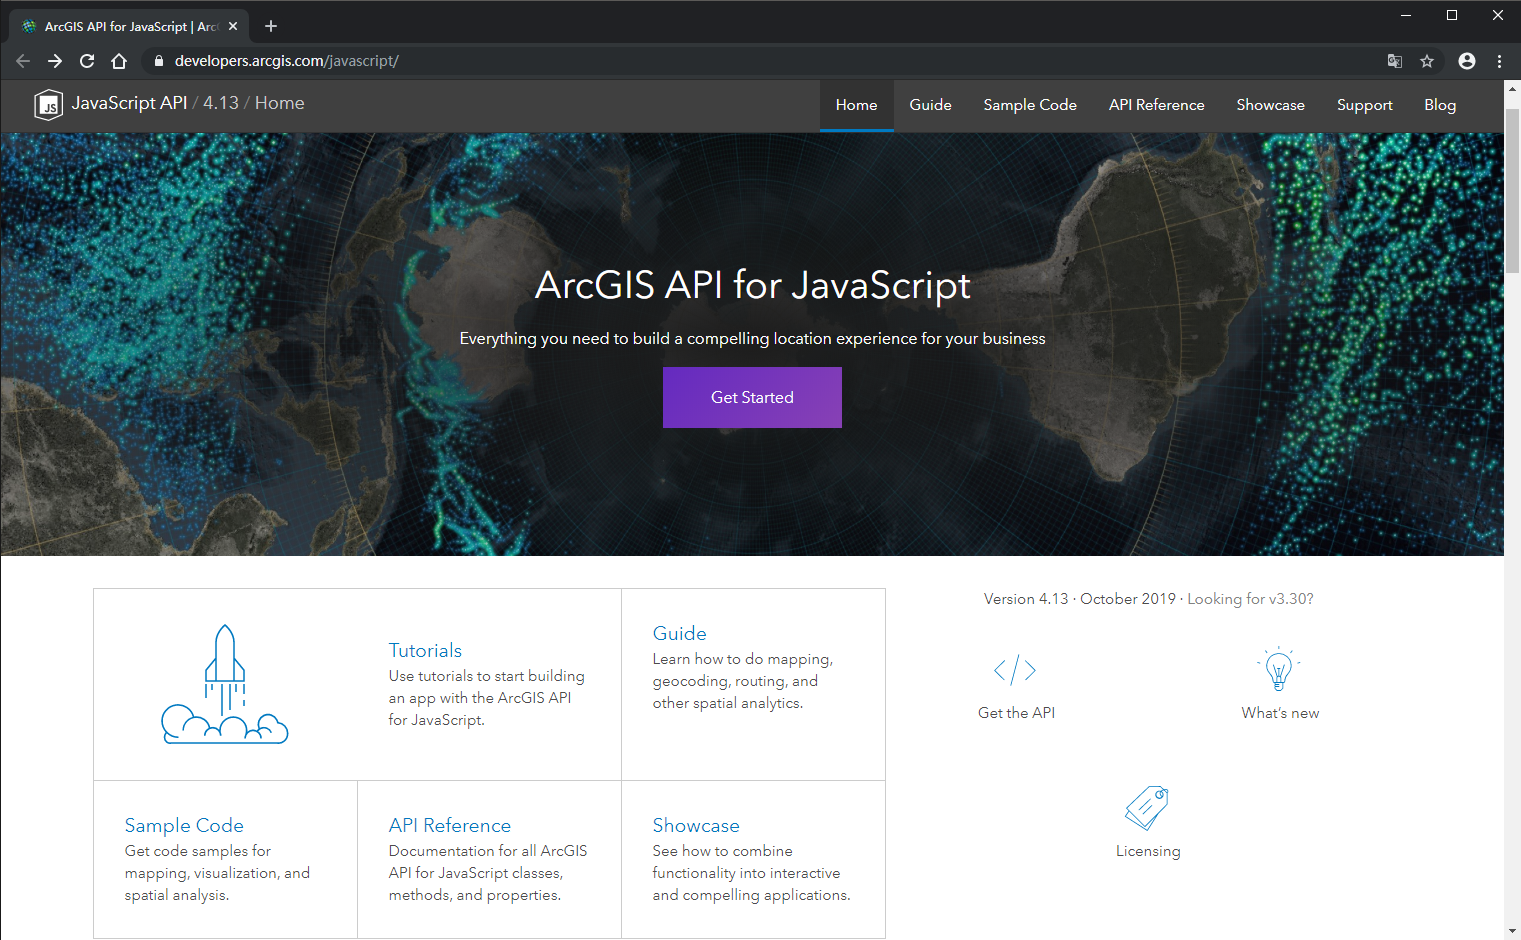 ArcGIS API for JavaScript | Arc
developers.arcgis.com/javascript/
JS
JavaScript API / 4.13 / Home
Home Guide Sample Code API Reference Showcase Support Blog
ArcGIS API for JavaScript
Everything you need to build a compelling location experience for your business
Get Started
Tutorials
Use tutorials to start building
an app with the ArcGIS API
for JavaScript.
Guide
Learn how to do mapping,
geocoding, routing, and
other spatial analytics.
Sample Code
Get code samples for
mapping, visualization, and
spatial analysis.
API Reference
Documentation for all ArcGIS
API for JavaScript classes,
methods, and properties.
Showcase
See how to combine
functionality into interactive
and compelling applications.
Version 4.13 · October 2019 · Looking for v3.30?
Get the API
What's new
Licensing